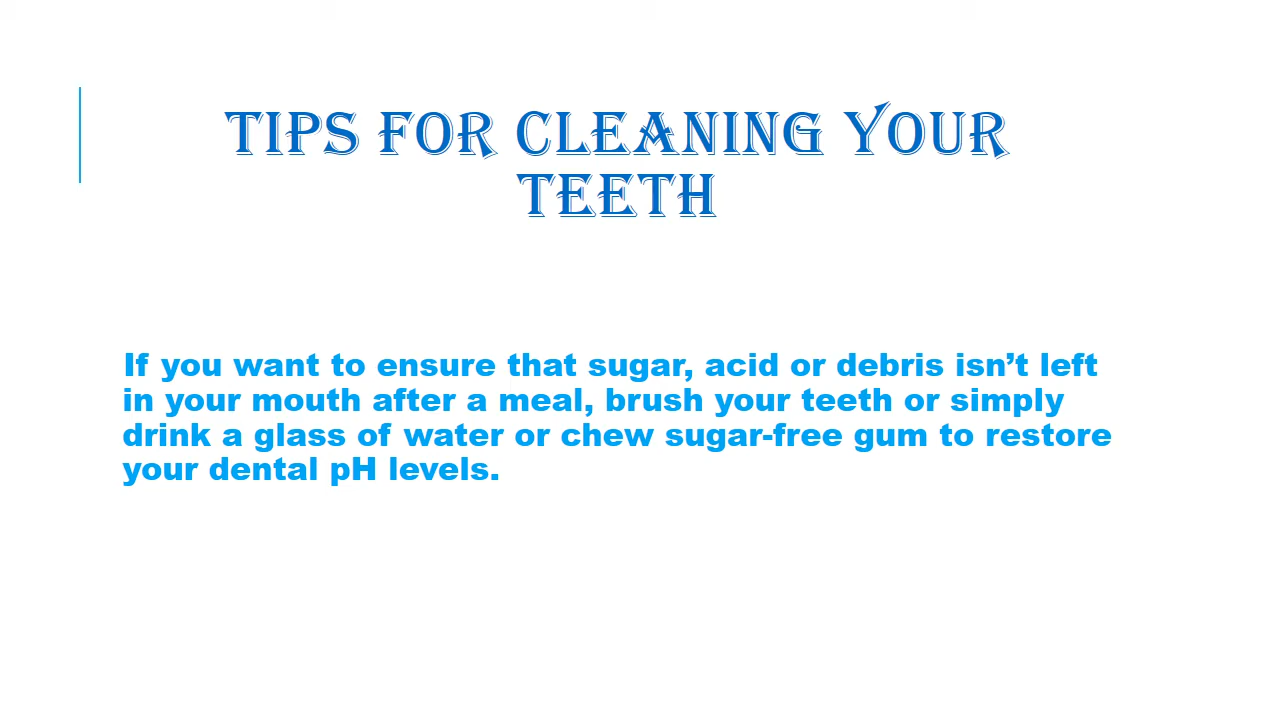 TIPS FOR CLEANING YOUR
TEETH
If you want to ensure that sugar, acid or debris isn’t left
in your mouth after a meal, brush your teeth or simply
drink a glass of water or chew sugar-free gum to restore
your dental pH levels.